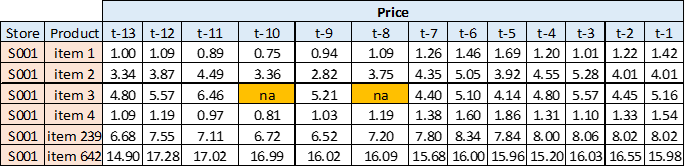 Price
Store Product t-13 t-12 t-11 t-10 t-9 t-8 t-7 t-6 t-5 t-4 t-3 t-2 t-1
S001 item 1 1.00 1.09 0.89 0.75 0.94 1.09 1.26 1.46 1.69 1.20 1.01 1.22 1.42
S001 item 2 3.34 3.87 4.49 3.36 2.82 3.75 4.35 5.05 3.92 4.55 5.28 4.01 4.01
S001 item 3 4.80 5.57 6.46 na 5.21 na 4.40 5.10 4.14 4.80 5.57 4.45 5.16
S001 item 4 1.09 1.19 0.97 0.81 1.03 1.19 1.38 1.60 1.86 1.31 1.10 1.33 1.54
S001 item 239 6.68 7.55 7.11 6.72 6.52 7.20 7.80 8.34 7.84 8.00 8.06 8.02 8.02
S001 item 642 14.90 17.28 17.02 16.99 16.02 16.09 15.68 16.00 15.96 15.20 16.03 16.55 15.98